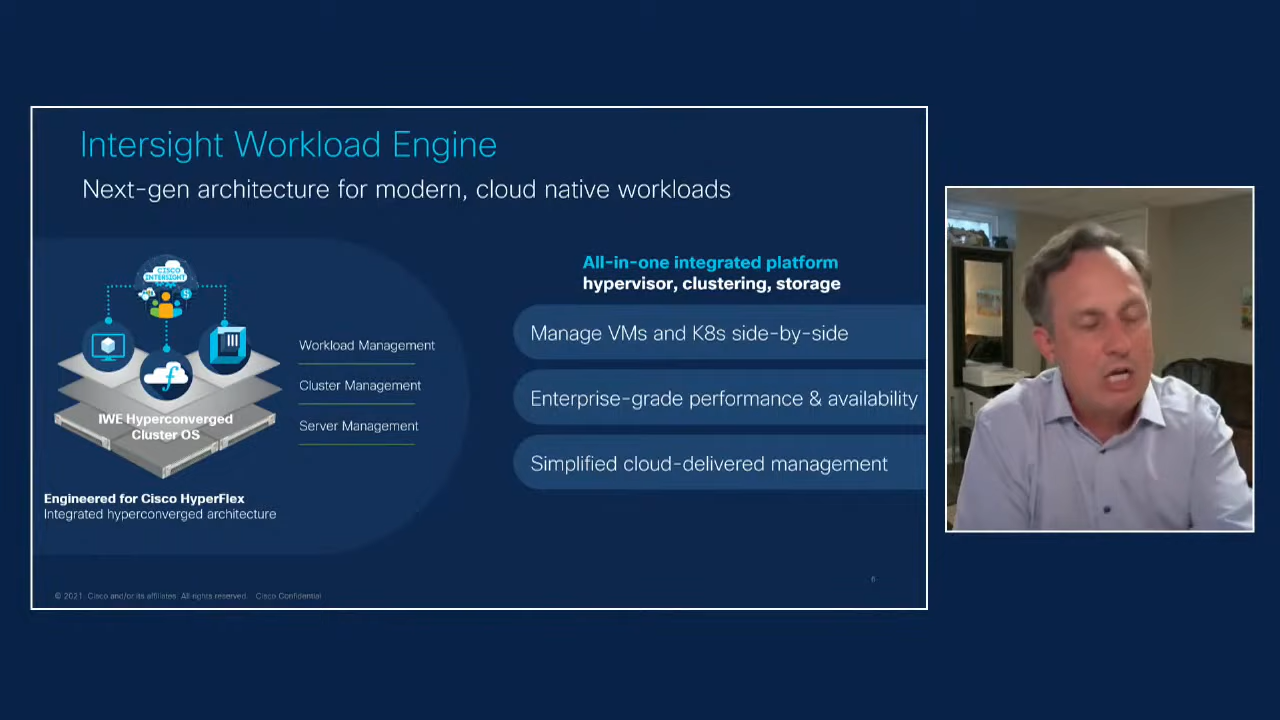 Intersight Workload Engine
Next-gen architecture for modern, cloud native workloads
CISCO
INTERSIGHT
IWE Hyperconverged
Cluster OS
Engineered for Cisco HyperFlex
Integrated hyperconverged architecture
Workload Management
Cluster Management
Server Management
All-in-one integrated platform
hypervisor, clustering, storage
Manage VMs and K8s side-by-side
Enterprise-grade performance & availability
Simplified cloud-delivered management
6
© 2021 Cisco and/or its affiliates. All rights reserved. Cisco Confidential